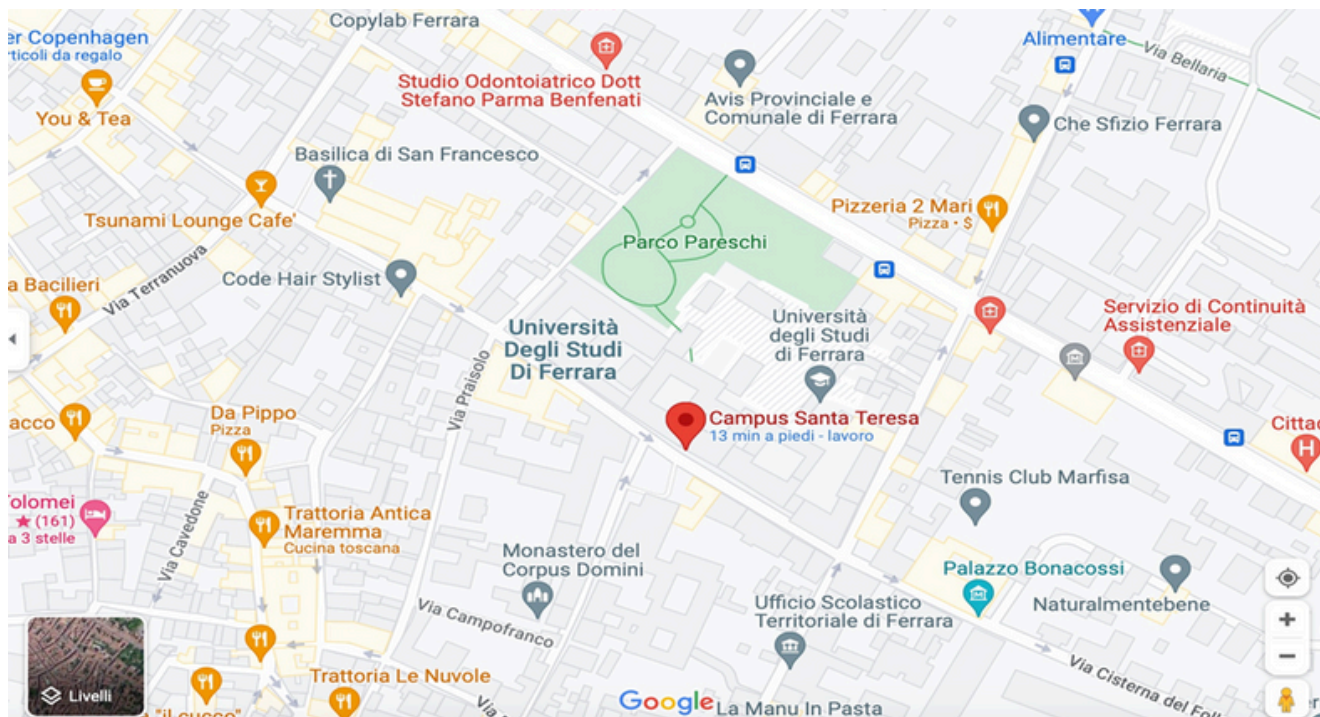 Copylab Ferrara
er Copenhagen
rticoli da regalo
You & Tea
Studio Odontoiatrico Dott
Stefano Parma Benfenati
Avis Provinciale e
Comunale di Ferrara
Alimentare
Via Bellaria
Che Sfizio Ferrara
Basilica di San Francesco
Tsunami Lounge Cafe'
Pizzeria 2 Mari
Pizza • $
Parco Pareschi
Via Terranuova
Code Hair Stylist
a Bacilieri
Università
Degli Studi
Di Ferrara
Università
degli Studi
di Ferrara
Servizio di Continuità
Assistenziale
Via Praisolo
Campus Santa Teresa
13 min a piedi - lavoro
acco
Da Pippo
Pizza
Cittad
H
Tennis Club Marfisa
olomei
★ (161)
a 3 stelle
Via Cavedone
Trattoria Antica
Maremma
Cucina toscana
Monastero del
Corpus Domini
Palazzo Bonacossi
Naturalmentebene
Via Campofranco
Ufficio Scolastico
Territoriale di Ferrara
Via Cisterna del Foll
Livelli
Trattoria Le Nuvole
"il cucco"
Google
La Manu In Pasta